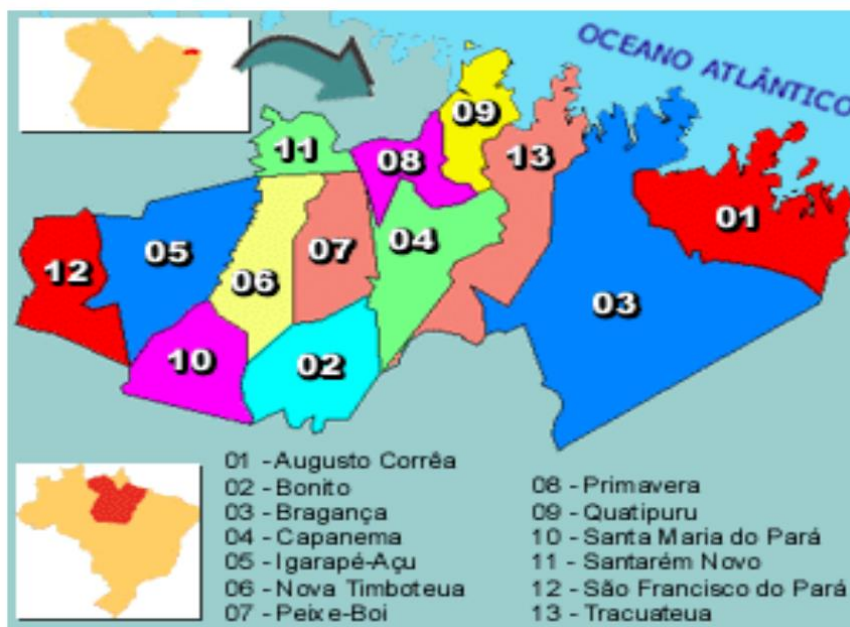 OCEANO ATLÂNTICO
09
11
08
13
01
05
07
04
12
06
03
10
02
01 - Augusto Corrêa
02 - Bonito
03 - Bragança
04 - Capanema
05 - Igarapé-Açu
06 - Nova Timboteua
07 - Peixe-Boi
08 - Primavera
09 - Quatipuru
10 - Santa Maria do Pará
11 - Santarém Novo
12 - São Francisco do Pará
13 - Tracuateua